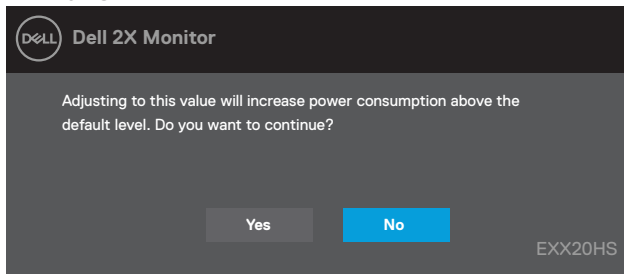 DELL Dell 2X Monitor
Adjusting to this value will increase power consumption above the
default level. Do you want to continue?
Yes No
EXX20HS